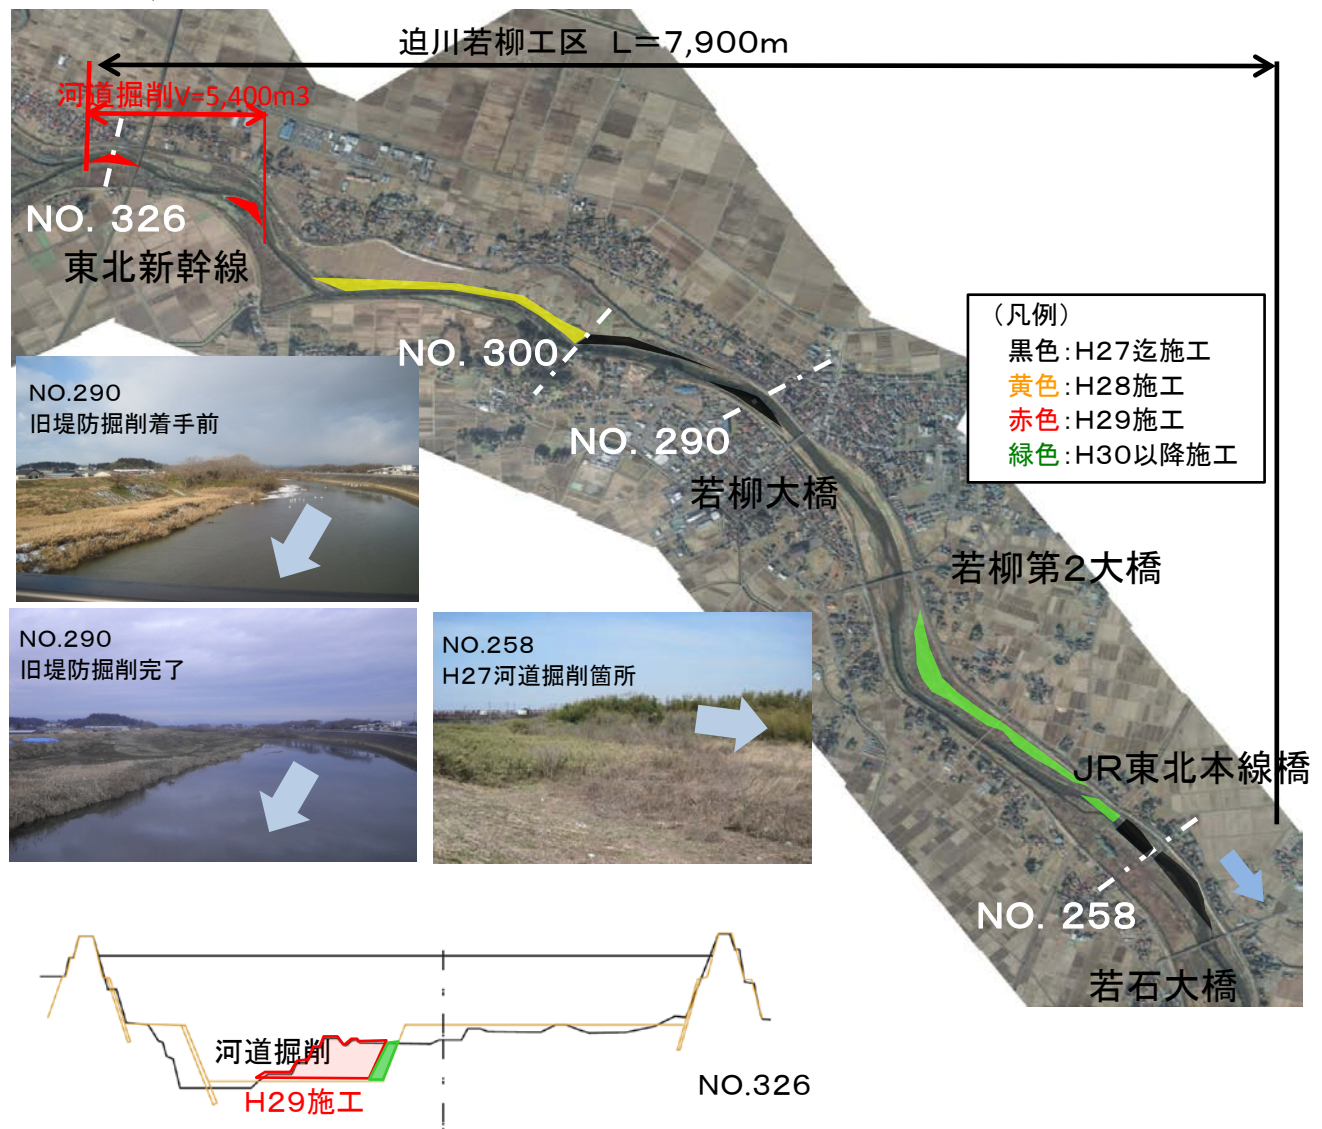 迫川若柳工区　L=7,900m
河道掘削V=5,400m3
NO. 326
東北新幹線
NO. 300
NO. 290
若柳大橋
若柳第2大橋
JR東北本線橋
NO. 258
若石大橋
（凡例）
黒色:H27迄施工
黄色:H28施工
赤色:H29施工
緑色:H30以降施工
NO.290
旧堤防掘削着手前
NO.290
旧堤防掘削完了
NO.258
H27河道掘削箇所
河道掘削
H29施工
NO.326